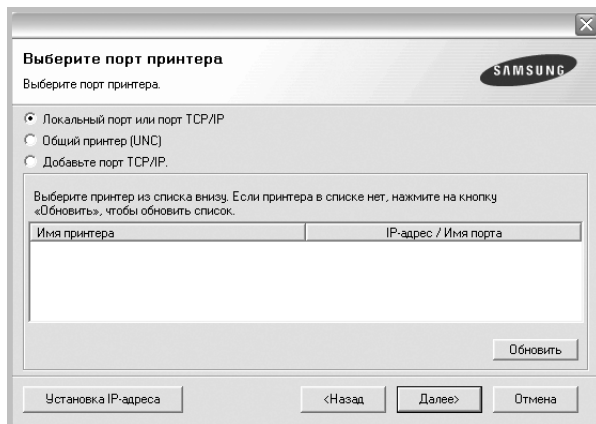 Выберите порт принтера
Выберите порт принтера.
SAMSUNG
Локальный порт или порт TCP/IP
Общий принтер (UNC)
Добавьте порт TCP/IP.
Выберите принтер из списка внизу. Если принтера в списке нет, нажмите на кнопку
«Обновить», чтобы обновить список.
Имя принтера IP-адрес / Имя порта
Обновить
Установка IP-адреса <Назад Далее> Отмена